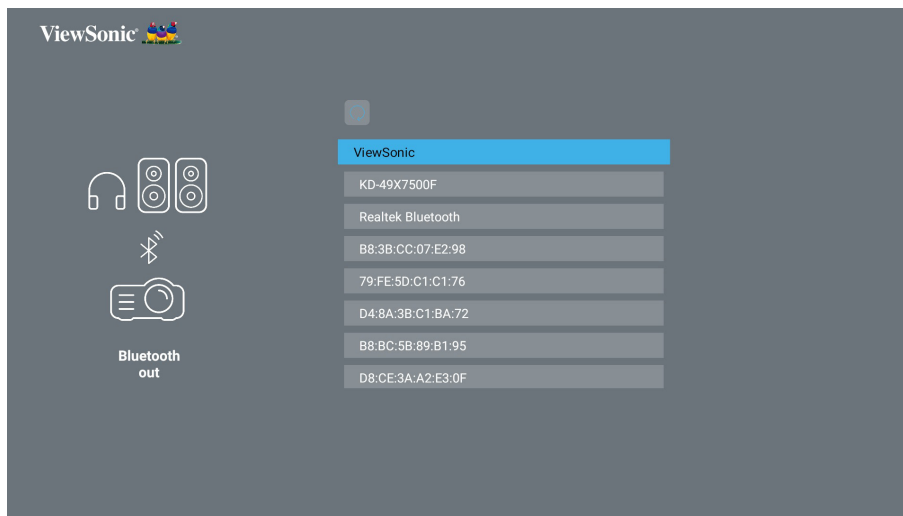 ViewSonic
ViewSonic
KD-49X7500F
Realtek Bluetooth
B8:3B:CC:07:E2:98
79:FE:5D:C1:C1:76
D4:8A:3B:C1:BA:72
B8:BC:5B:89:B1:95
D8:CE:3A:A2:E3:0F
Bluetooth
out